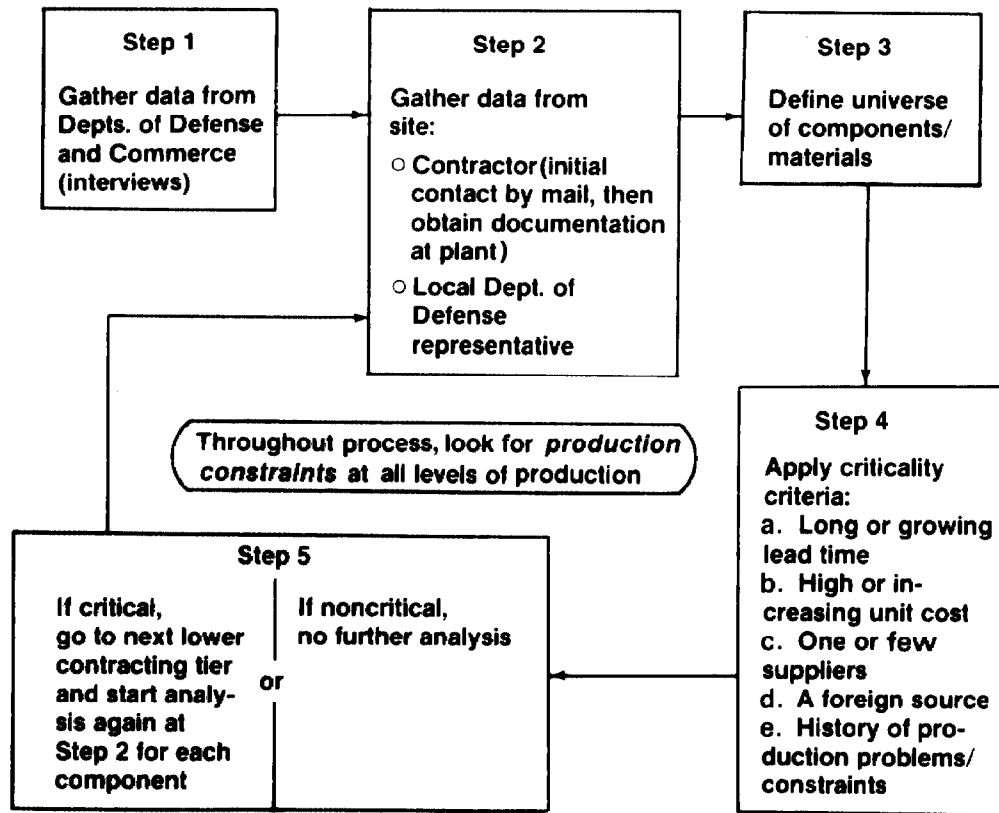 Step 1
Gather data from
Depts. of Defense
and Commerce
(interviews)
Step 2
Gather data from
site:
○ Contractor (initial
contact by mail, then
obtain documentation
at plant)
○ Local Dept. of
Defense
representative
Step 3
Define universe
of components/
materials
Throughout process, look for production
constraints at all levels of production
Step 4
Apply criticality
criteria:
a. Long or growing
lead time
b. High or in-
creasing unit cost
c. One or few
suppliers
d. A foreign source
e. History of pro-
duction problems/
constraints
Step 5
If critical,
go to next lower
contracting tier
and start analy-
sis again at
Step 2 for each
component
or
If noncritical,
no further analysis